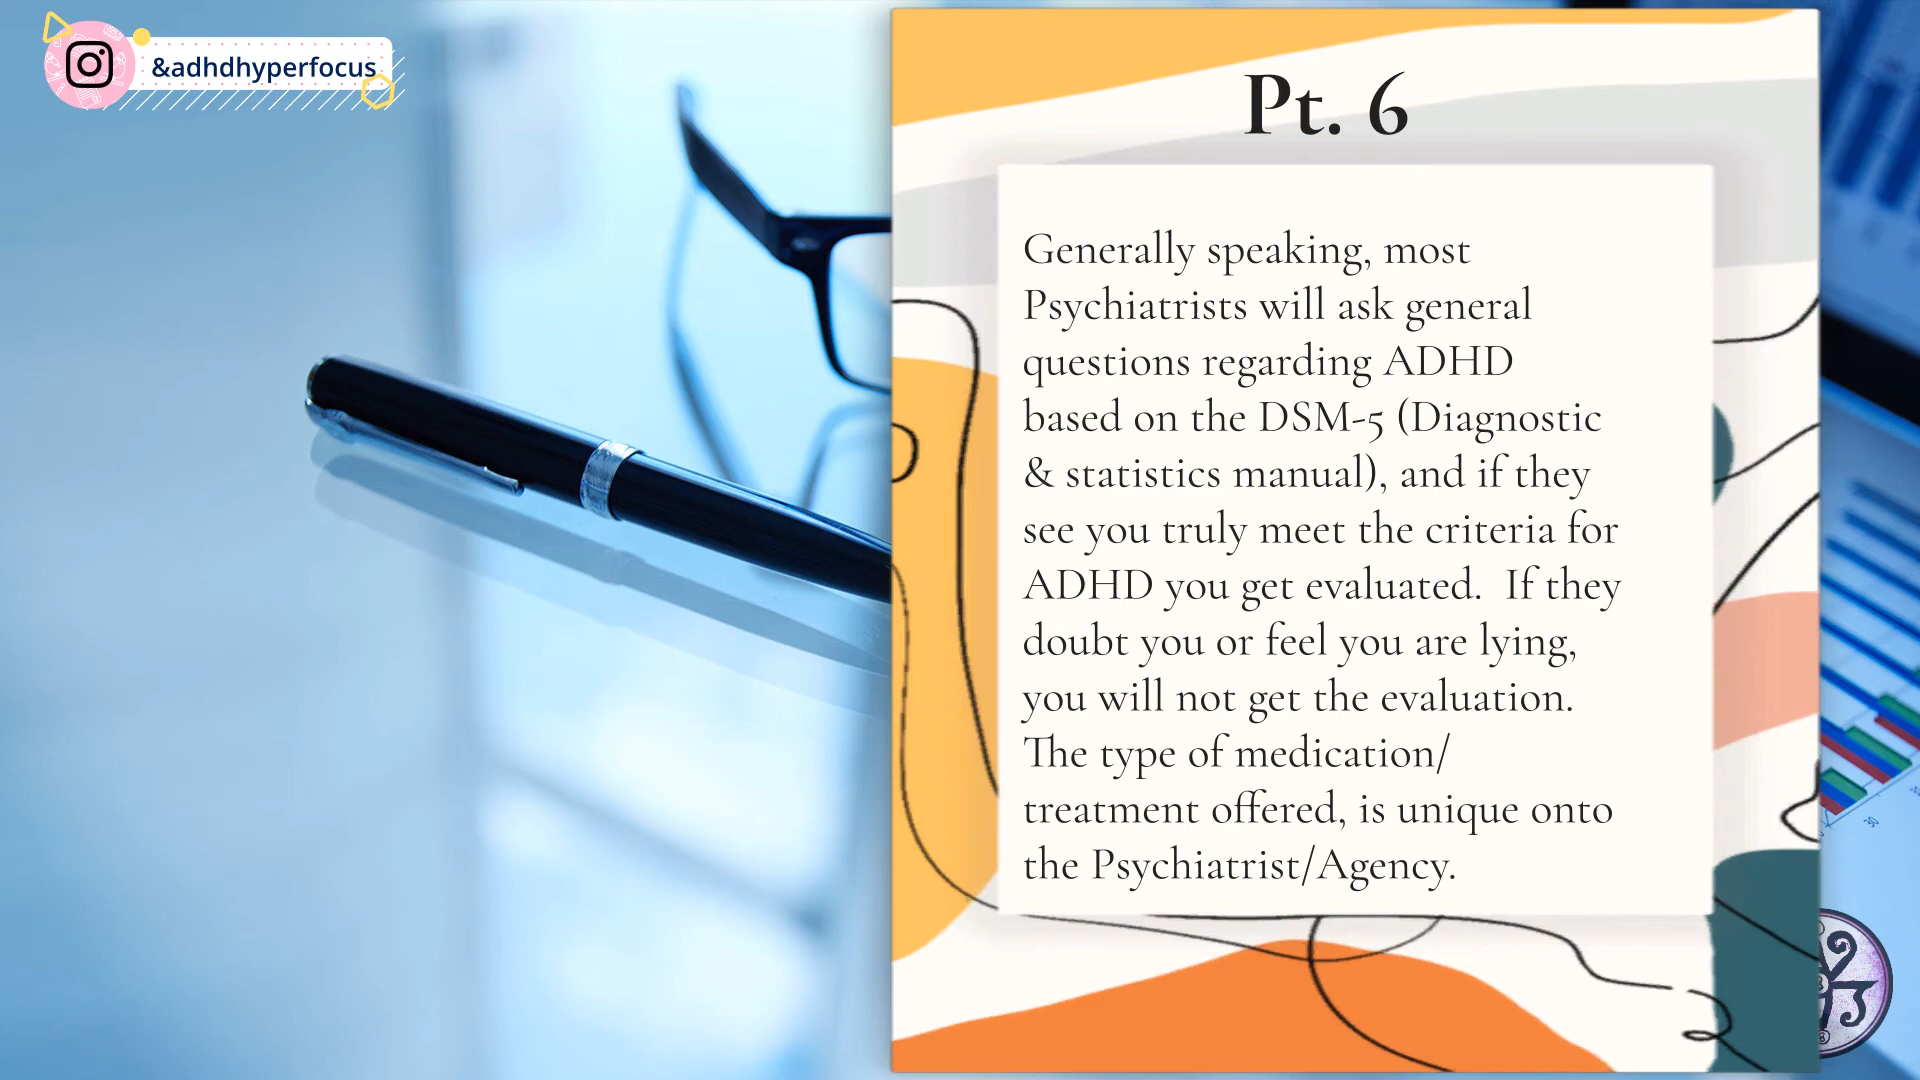 &adhdhyperfocus
Pt. 6
Generally speaking, most
Psychiatrists will ask general
questions regarding ADHD
based on the DSM-5 (Diagnostic
& statistics manual), and if they
see you truly meet the criteria for
ADHD you get evaluated.  If they
doubt you or feel you are lying,
you will not get the evaluation.
The type of medication/
treatment offered, is unique onto
the Psychiatrist/Agency.
30